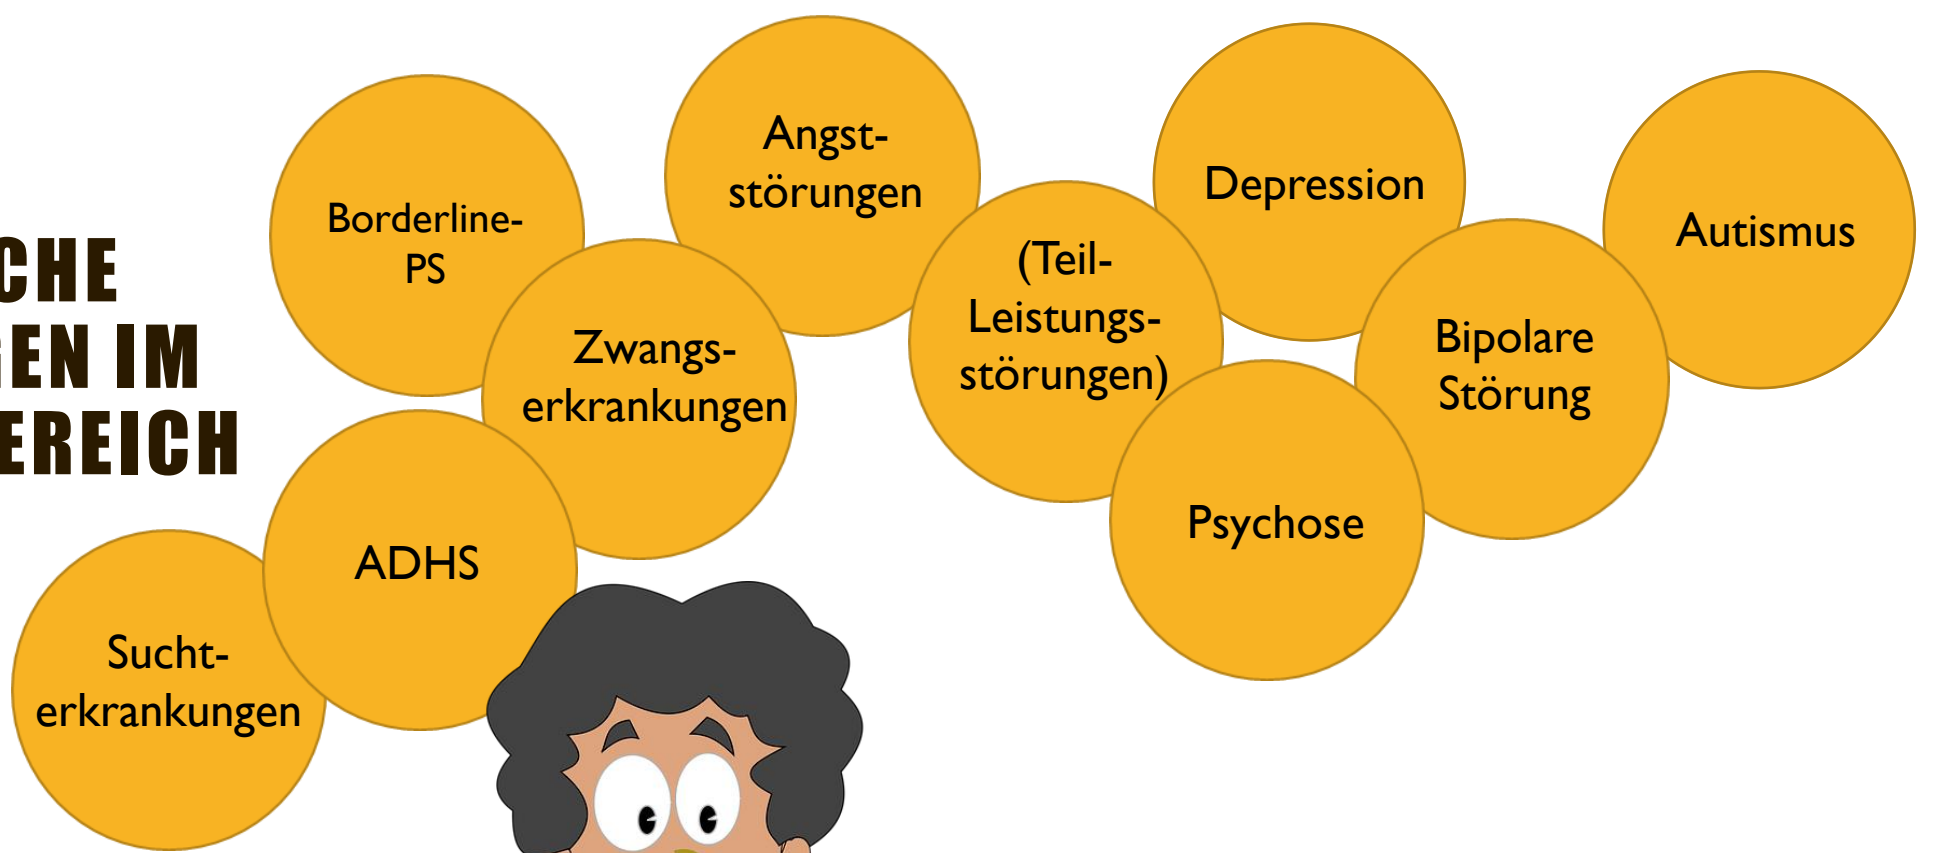 CHE
GEN IM
EREICH
Borderline-
PS
Angst-
störungen
Zwangs-
erkrankungen
(Teil-
Leistungs-
störungen)
Depression
Autismus
Bipolare
Störung
Psychose
ADHS
Sucht-
erkrankungen